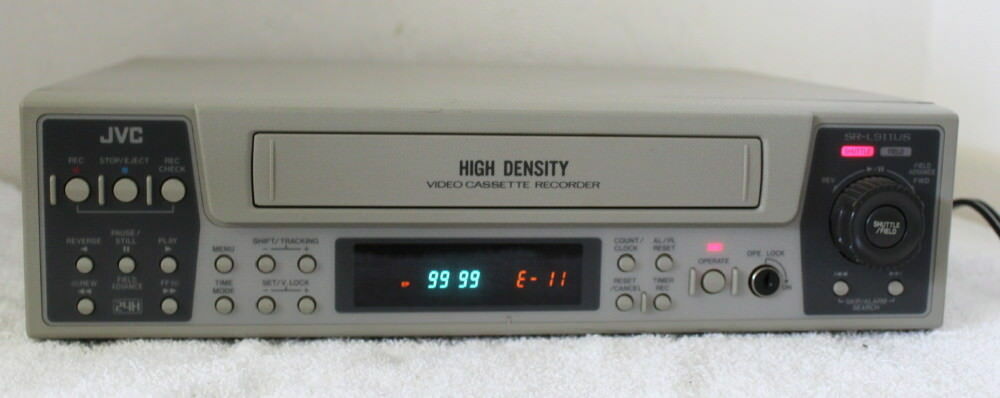 JVC
REC STOP/EJECT REC CHECK
REVERSE PAUSE/STILL PLAY
REW FIELD ADVANCE FF
24H
HIGH DENSITY
VIDEO CASSETTE RECORDER
MENU SHIFT/TRACKING
- +
TIME MODE SET/V.LOCK
- +
99 99 E-11
COUNT/CLOCK AL/PL RESET
RESET/CANCEL TIMER REC
OPERATE
OPE. LOCK
ON
SR-L911US
SHUTTLE FIELD
FIELD ADVANCE
REV FWD
SHUTTLE/FIELD
SKIP/ALARM SEARCH